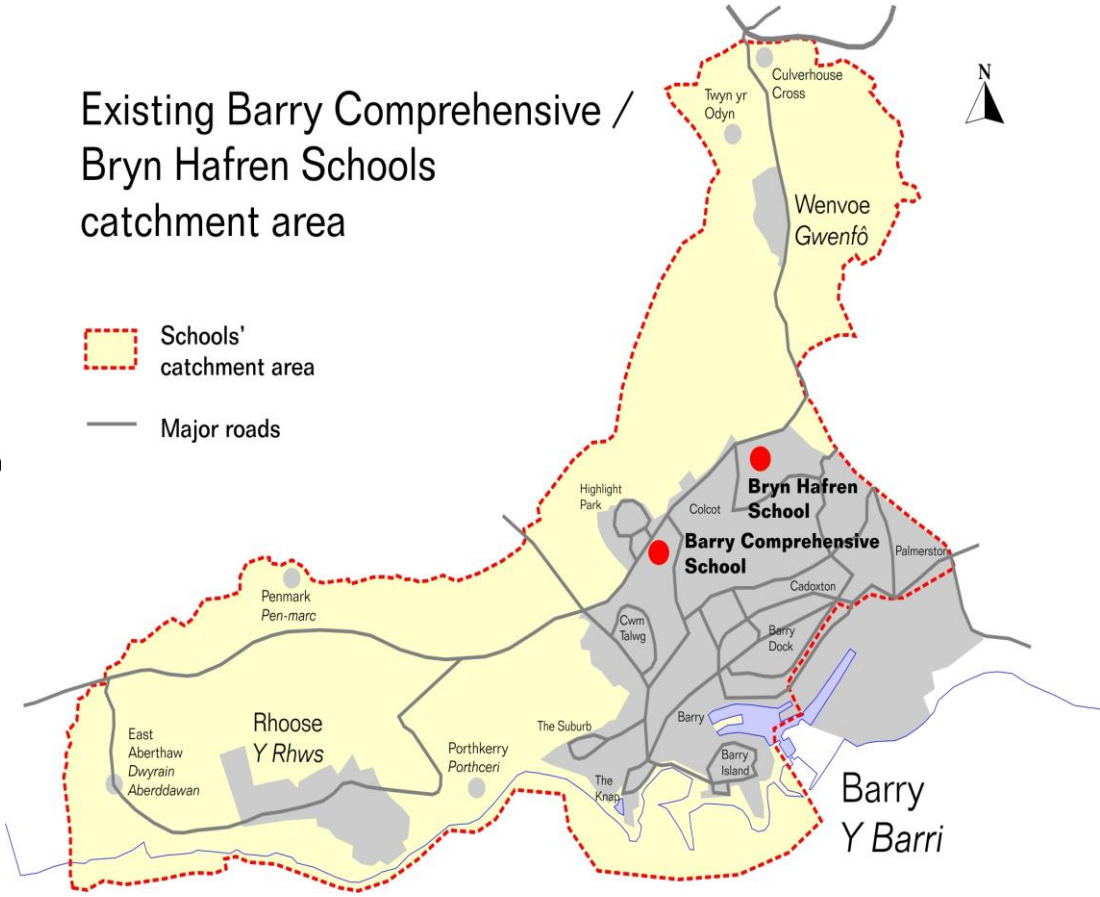 Existing Barry Comprehensive /
Bryn Hafren Schools
catchment area
Schools'
catchment area
Major roads
N
Culverhouse
Cross
Twyn yr
Odyn
Wenvoe
Gwenfô
Highlight
Park
Colcot
Bryn Hafren
School
Barry Comprehensive
School
Palmerston
Cadoxton
Penmark
Pen-marc
Cwm
Talwg
Barry
Dock
Rhoose
Y Rhws
East
Aberthaw
Dwyrain
Aberddawan
Porthkerry
Porthceri
The Suburb
Barry
Barry
Island
The
Knap
Barry
Y Barri